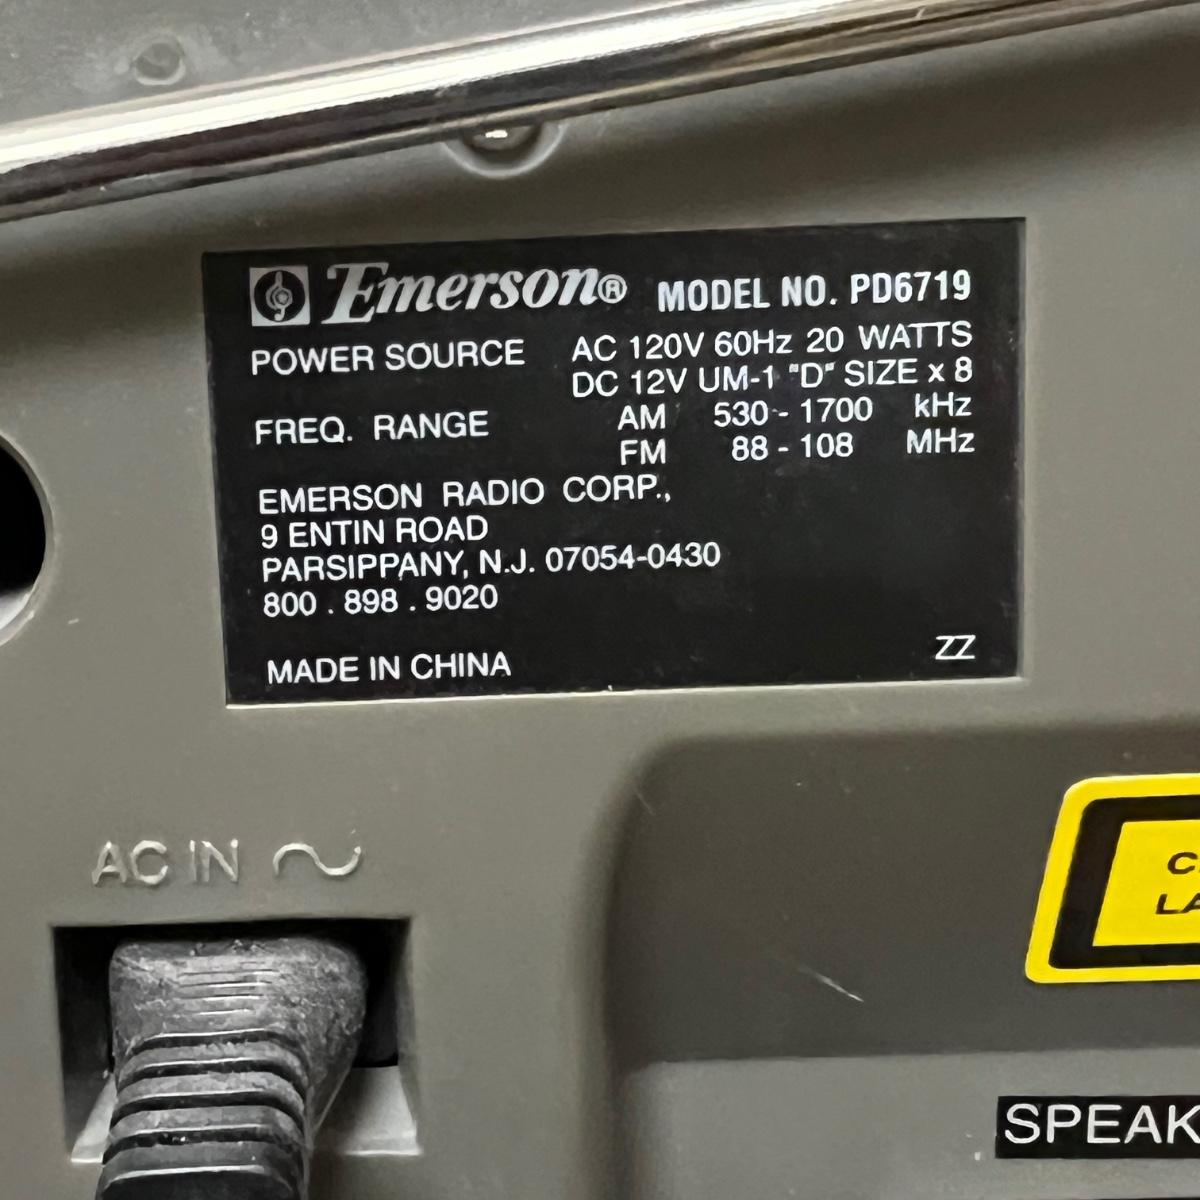 Emerson® MODEL NO. PD6719
POWER SOURCE AC 120V 60Hz 20 WATTS
DC 12V UM-1 "D" SIZE x 8
FREQ. RANGE AM 530 - 1700 kHz
FM 88 - 108 MHz
EMERSON RADIO CORP.,
9 ENTIN ROAD
PARSIPPANY, N.J. 07054-0430
800 . 898 . 9020
MADE IN CHINA ZZ
AC IN